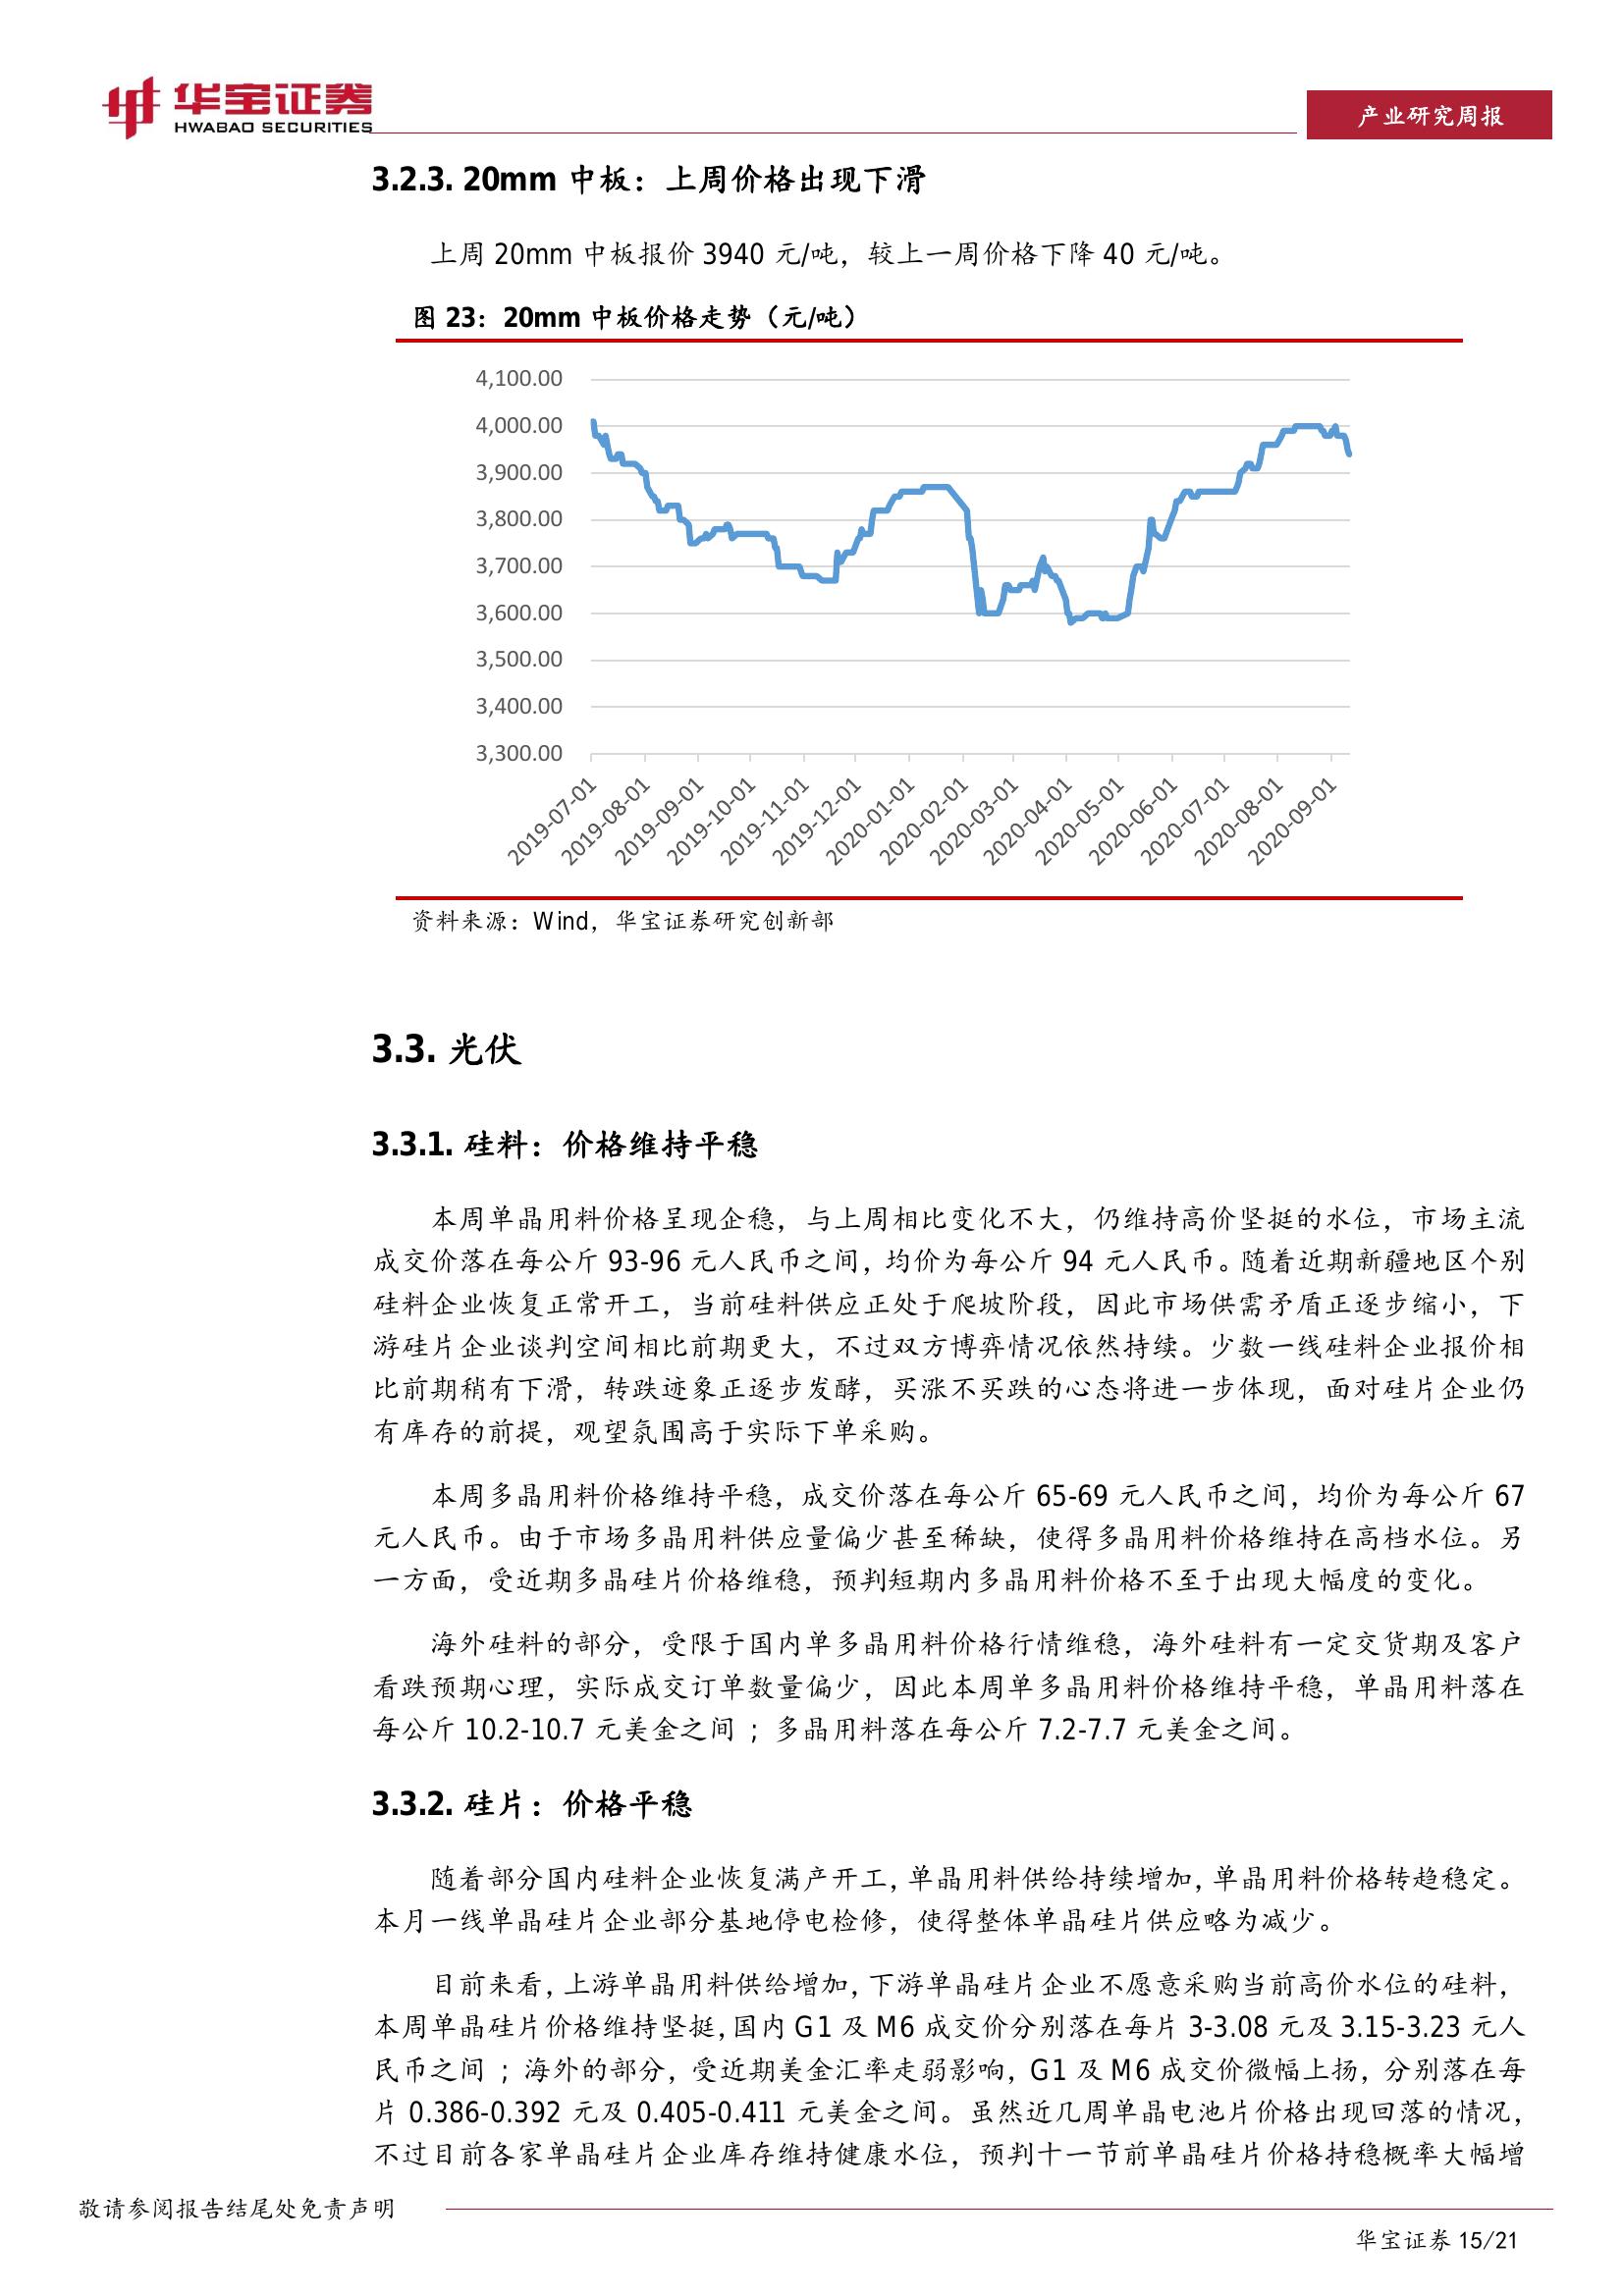 华宝证券
HWABAO SECURITIES
产业研究周报
3.2.3. 20mm 中板：上周价格出现下滑
上周 20mm 中板报价 3940 元/吨，较上一周价格下降 40 元/吨。
图 23：20mm 中板价格走势（元/吨）
4,100.00
4,000.00
3,900.00
3,800.00
3,700.00
3,600.00
3,500.00
3,400.00
3,300.00
2019-07-01
2019-08-01
2019-09-01
2019-10-01
2019-11-01
2019-12-01
2020-01-01
2020-02-01
2020-03-01
2020-04-01
2020-05-01
2020-06-01
2020-07-01
2020-08-01
2020-09-01
资料来源：Wind，华宝证券研究创新部
3.3. 光伏
3.3.1. 硅料：价格维持平稳
本周单晶用料价格呈现企稳，与上周相比变化不大，仍维持高价坚挺的水位，市场主流
成交价落在每公斤 93-96 元人民币之间，均价为每公斤 94 元人民币。随着近期新疆地区个别
硅料企业恢复正常开工，当前硅料供应正处于爬坡阶段，因此市场供需矛盾正逐步缩小，下
游硅片企业谈判空间相比前期更大，不过双方博弈情况依然持续。少数一线硅料企业报价相
比前期稍有下滑，转跌迹象正逐步发酵，买涨不买跌的心态将进一步体现，面对硅片企业仍
有库存的前提，观望氛围高于实际下单采购。
本周多晶用料价格维持平稳，成交价落在每公斤 65-69 元人民币之间，均价为每公斤 67
元人民币。由于市场多晶用料供应量偏少甚至稀缺，使得多晶用料价格维持在高档水位。另
一方面，受近期多晶硅片价格维稳，预判短期内多晶用料价格不至于出现大幅度的变化。
海外硅料的部分，受限于国内单多晶用料价格行情维稳，海外硅料有一定交货期及客户
看跌预期心理，实际成交订单数量偏少，因此本周单多晶用料价格维持平稳，单晶用料落在
每公斤 10.2-10.7 元美金之间；多晶用料落在每公斤 7.2-7.7 元美金之间。
3.3.2. 硅片：价格平稳
随着部分国内硅料企业恢复满产开工，单晶用料供给持续增加，单晶用料价格转趋稳定。
本月一线单晶硅片企业部分基地停电检修，使得整体单晶硅片供应略为减少。
目前来看，上游单晶用料供给增加，下游单晶硅片企业不愿意采购当前高价水位的硅料，
本周单晶硅片价格维持坚挺，国内 G1 及 M6 成交价分别落在每片 3-3.08 元及 3.15-3.23 元人
民币之间；海外的部分，受近期美金汇率走弱影响，G1 及 M6 成交价微幅上扬，分别落在每
片 0.386-0.392 元及 0.405-0.411 元美金之间。虽然近几周单晶电池片价格出现回落的情况，
不过目前各家单晶硅片企业库存维持健康水位，预判十一节前单晶硅片价格持稳概率大幅增
敬请参阅报告结尾处免责声明
华宝证券 15/21